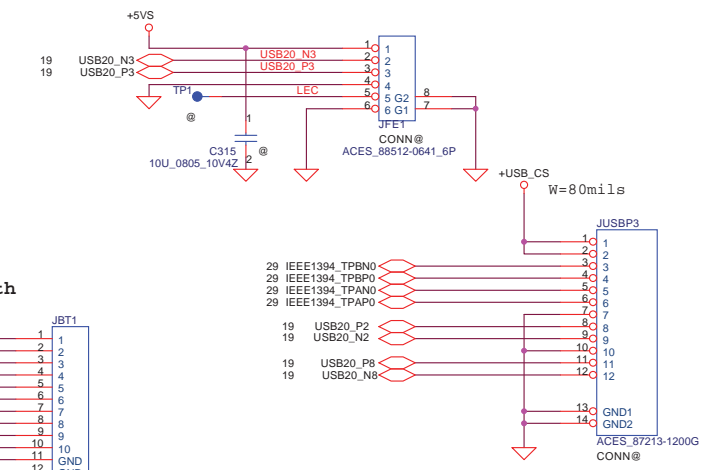 +5VS
19 USB20_N3
19 USB20_P3
USB20_N3
USB20_P3
LEC
TP1
@
1
2
3
4
5
6
1
2
3
4
5 G2
6 G1
8
7
JFE1
CONN@
ACES_88512-0641_6P
1
C315
@
10U_0805_10V4Z
2
+USB_CS
W=80mils
JUSBP3
29 IEEE1394_TPBN0
29 IEEE1394_TPBP0
29 IEEE1394_TPAN0
29 IEEE1394_TPAP0
19 USB20_P2
19 USB20_N2
19 USB20_P8
19 USB20_N8
1
2
3
4
5
6
7
8
9
10
11
12
13
14
1
2
3
4
5
6
7
8
9
10
11
12
GND1
GND2
ACES_87213-1200G
CONN@
th
JBT1
1
2
3
4
5
6
7
8
9
10
11
12
1
2
3
4
5
6
7
8
9
10
GND